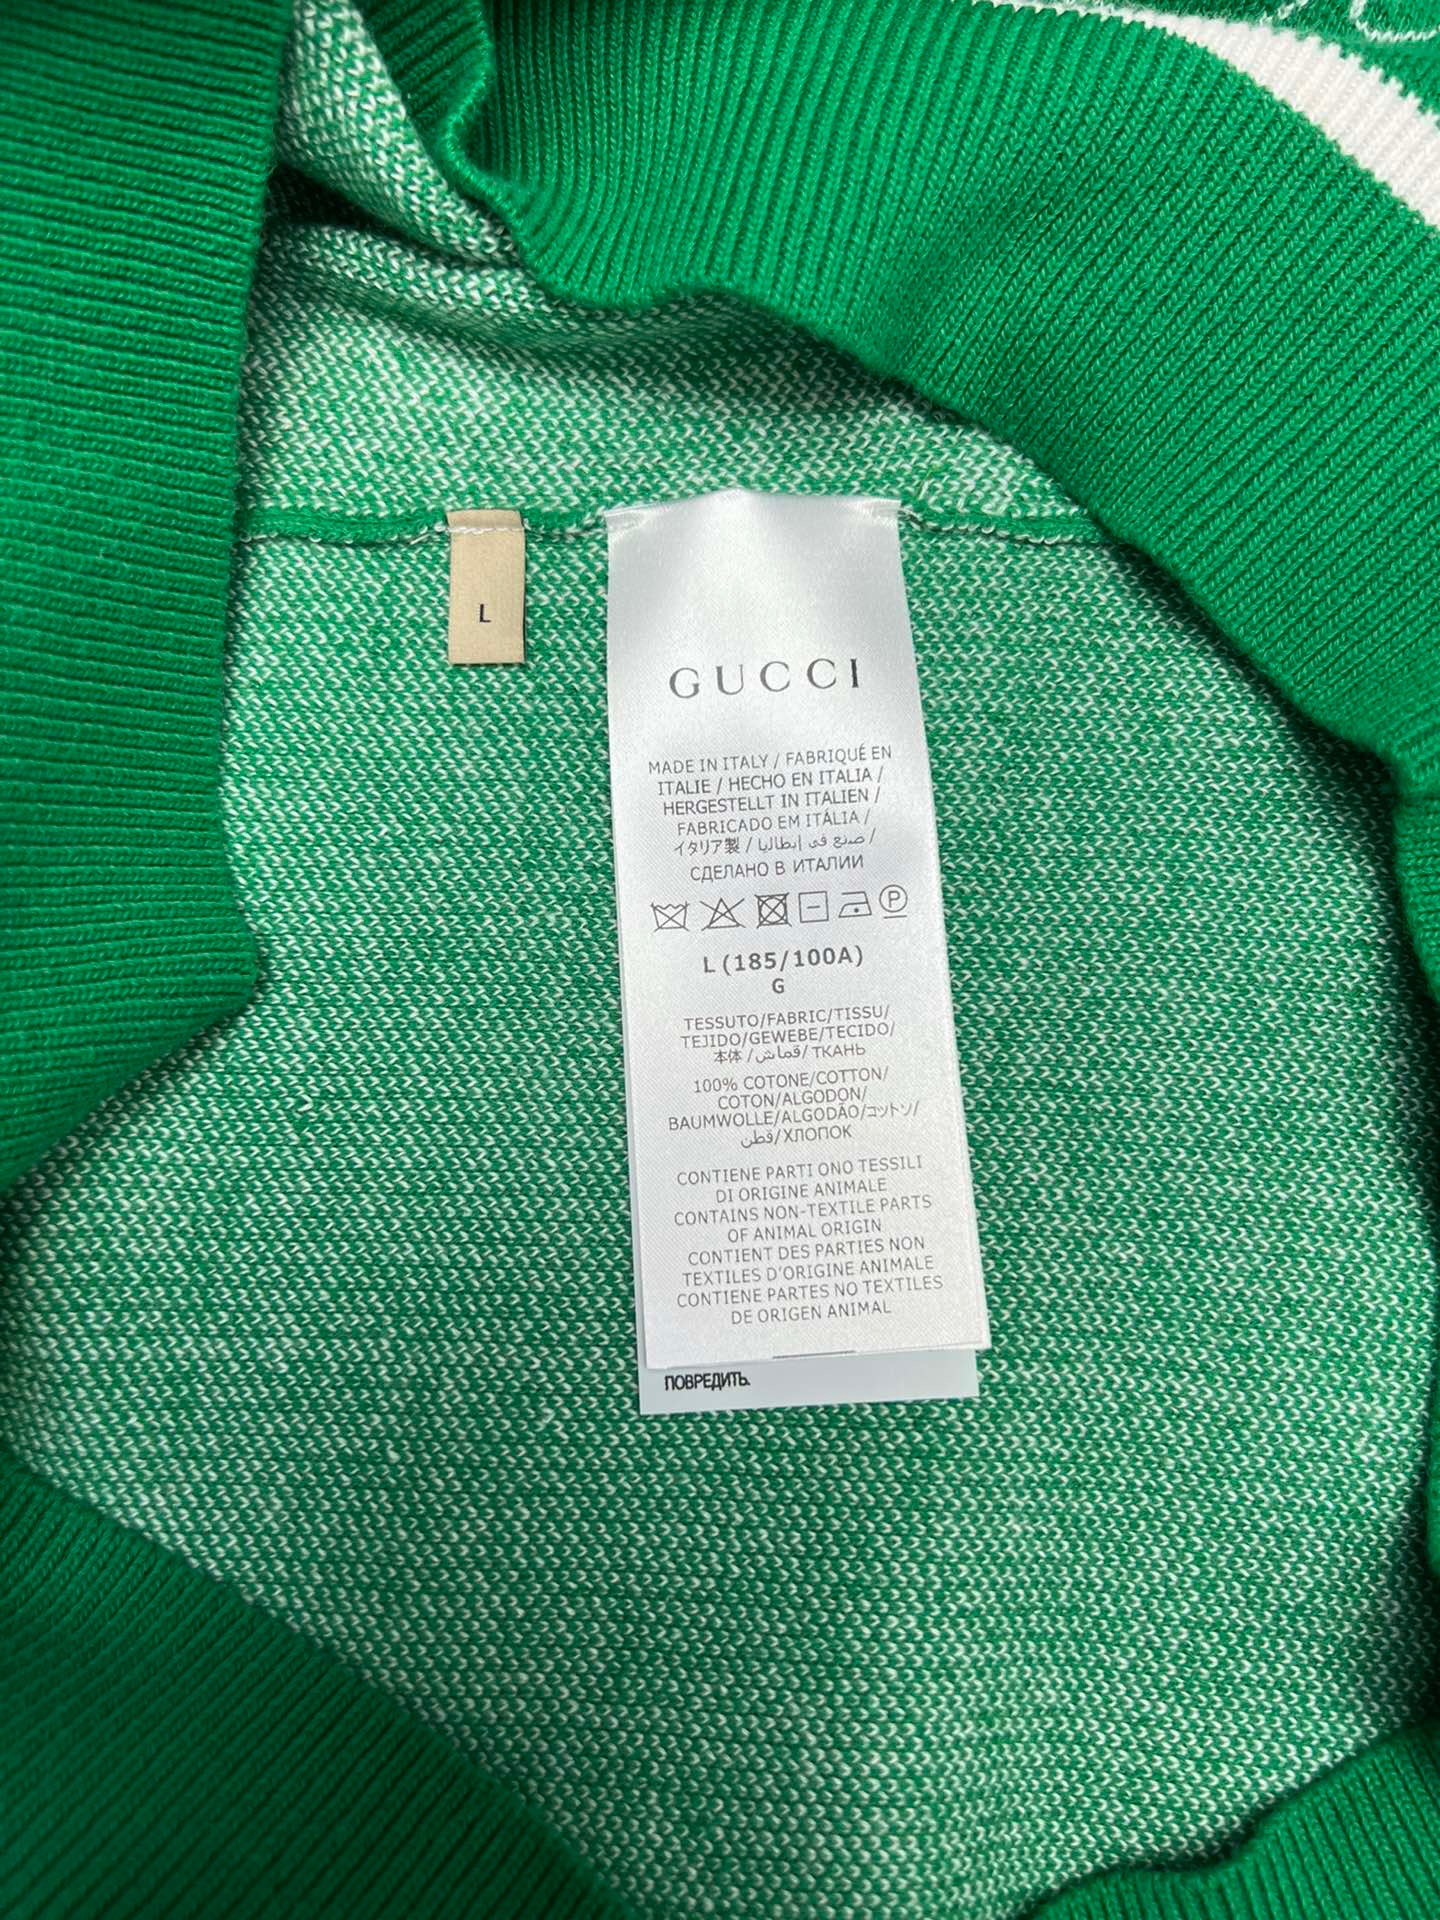 L
GUCCI
MADE IN ITALY / FABRIQUÉ EN
ITALIE / HECHO EN ITALIA /
HERGESTELLT IN ITALIEN /
FABRICADO EM ITÁLIA /
イタリア製 / صنع في إيطاليا /
СДЕЛАНО В ИТАЛИИ
P
L (185/100A)
G
TESSUTO/FABRIC/TISSU/
TEJIDO/GEWEBE/TECIDO/
本体 /قماش/ ТКАНЬ
100% COTONE/COTTON/
COTON/ALGODON/
BAUMWOLLE/ALGODÃO/コットン/
قطن/ХЛОПОК
CONTIENE PARTI ONO TESSILI
DI ORIGINE ANIMALE
CONTAINS NON-TEXTILE PARTS
OF ANIMAL ORIGIN
CONTIENT DES PARTIES NON
TEXTILES D'ORIGINE ANIMALE
CONTIENE PARTES NO TEXTILES
DE ORIGEN ANIMAL
ПОВРЕДИТЬ.